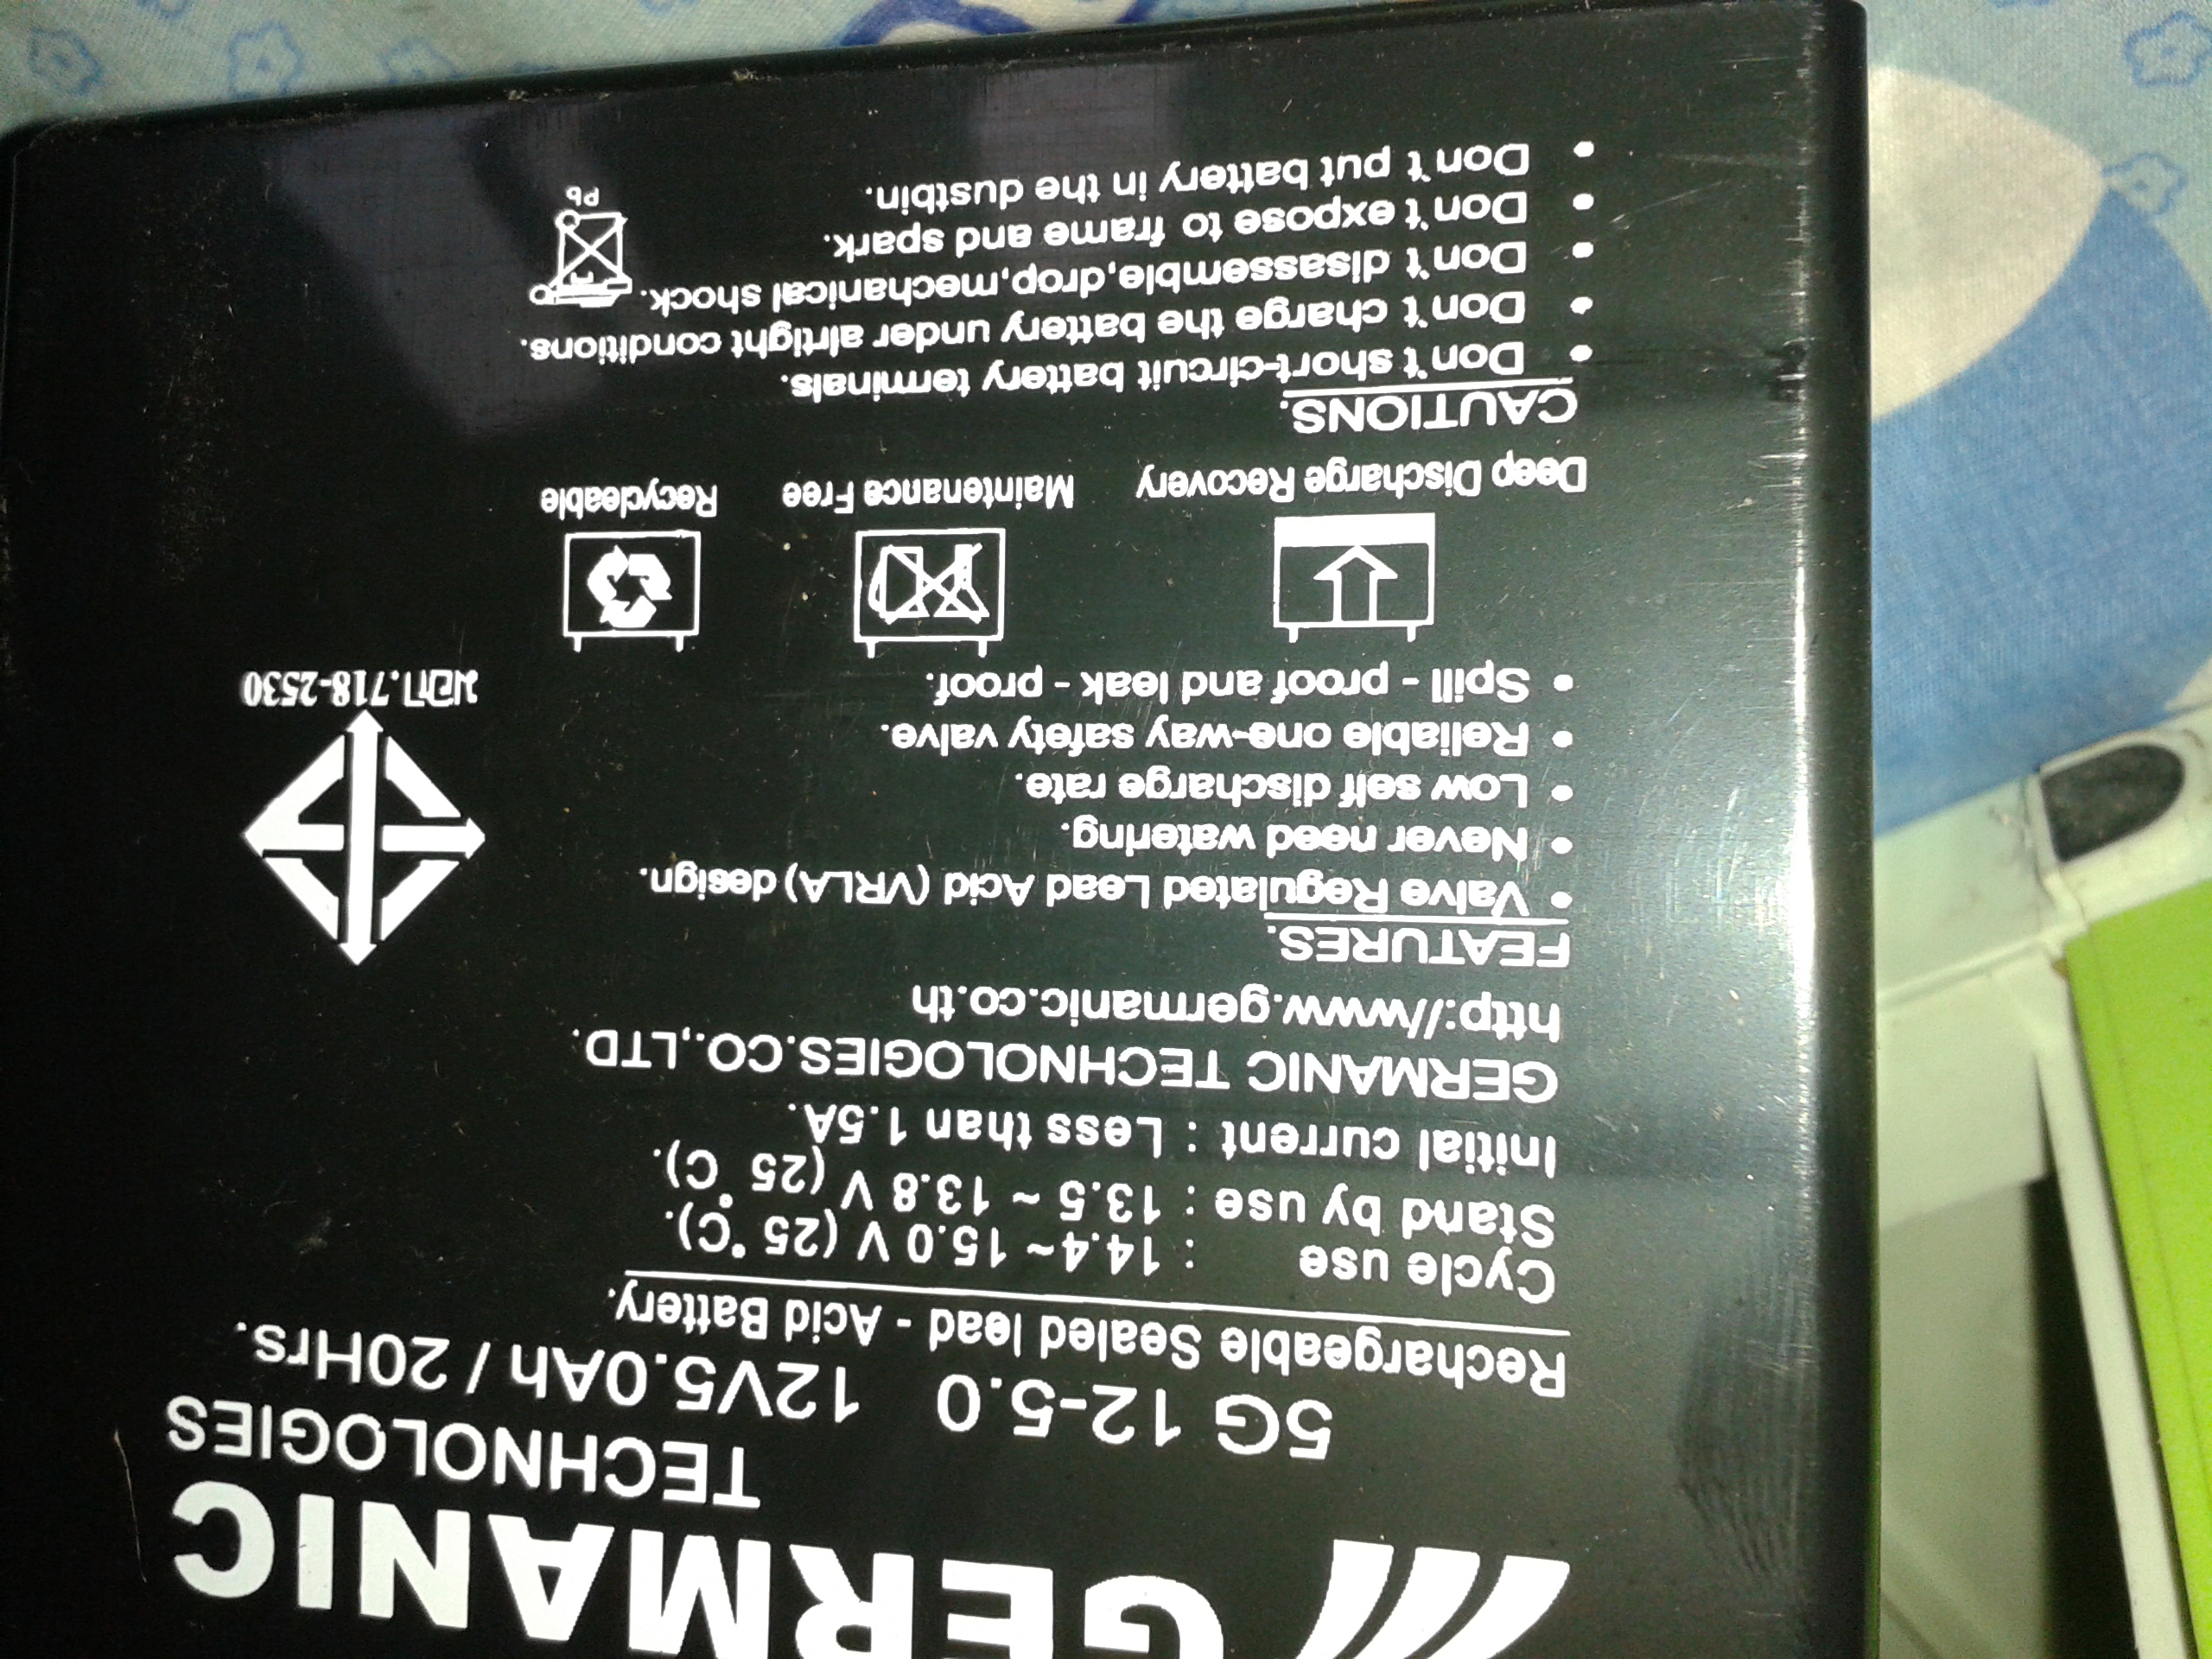 GERMANIC
TECHNOLOGIES
5G 12-5.0 12V5.0Ah / 20Hrs.
Rechargeable Sealed lead - Acid Battery.
Cycle use : 14.4~ 15.0 V (25 °C).
Stand by use : 13.5 ~ 13.8 V (25 °C).
Initial current : Less than 1.5A.
GERMANIC TECHNOLOGIES.CO.,LTD.
http://www.germanic.co.th
FEATURES.
• Valve Regulated Lead Acid (VRLA) design.
• Never need watering.
• Low self discharge rate.
• Reliable one-way safety valve.
• Spill - proof and leak - proof.
มอก.718-2530
Deep Discharge Recovery Maintenance Free Recycleable
CAUTIONS.
• Don't short-circuit battery terminals.
• Don't charge the battery under airtight conditions.
• Don't disassemble,drop,mechanical shock.
• Don't expose to frame and spark.
• Don't put battery in the dustbin.
Pb